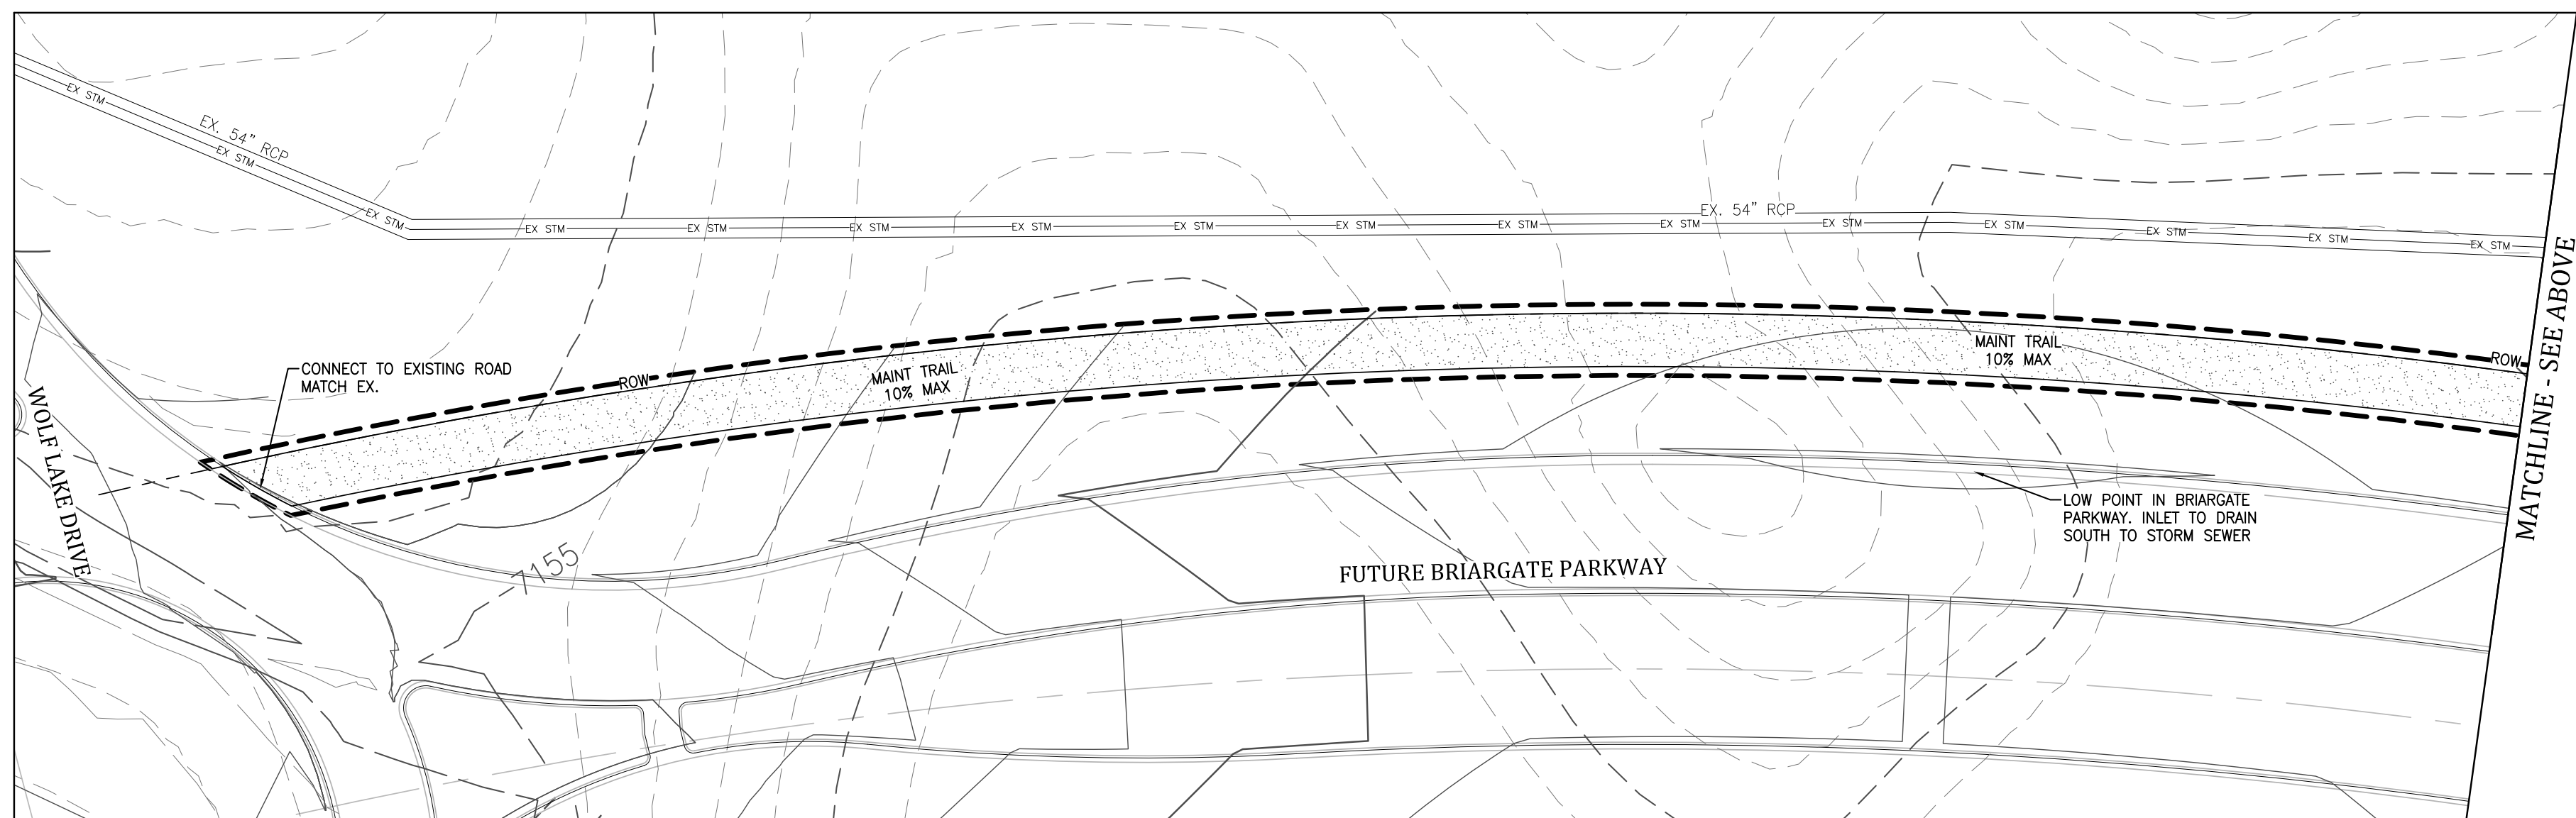 EX STM
EX. 54" RCP
EX STM
EX STM
EX STM
EX STM
EX STM
EX STM
EX STM
EX STM
EX STM
EX STM
EX. 54" RCP
EX STM
EX STM
EX STM
EX STM
EX STM
CONNECT TO EXISTING ROAD
MATCH EX.
ROW
MAINT TRAIL
10% MAX
MAINT TRAIL
10% MAX
ROW
MATCHLINE - SEE ABOVE
WOLF LAKE DRIVE
LOW POINT IN BRIARGATE
PARKWAY. INLET TO DRAIN
SOUTH TO STORM SEWER
7155
FUTURE BRIARGATE PARKWAY